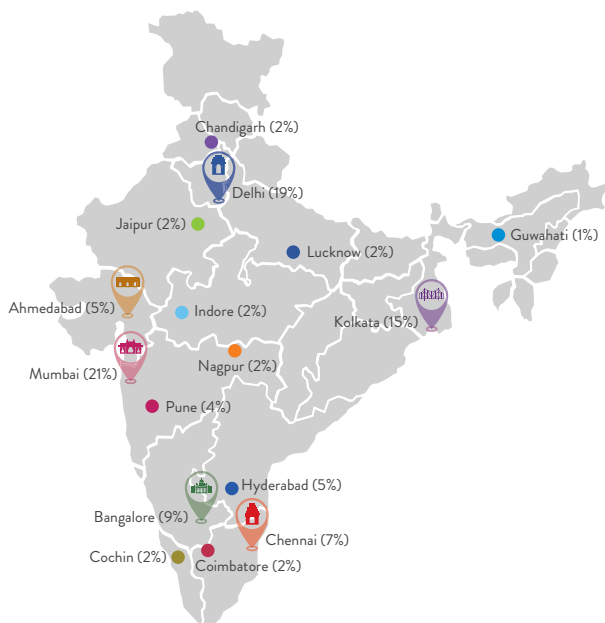 Chandigarh (2%)
Delhi (19%)
Jaipur (2%)
Guwahati (1%)
Lucknow (2%)
Ahmedabad (5%)
Indore (2%)
Kolkata (15%)
Nagpur (2%)
Mumbai (21%)
Pune (4%)
Hyderabad (5%)
Bangalore (9%)
Chennai (7%)
Cochin (2%)
Coimbatore (2%)